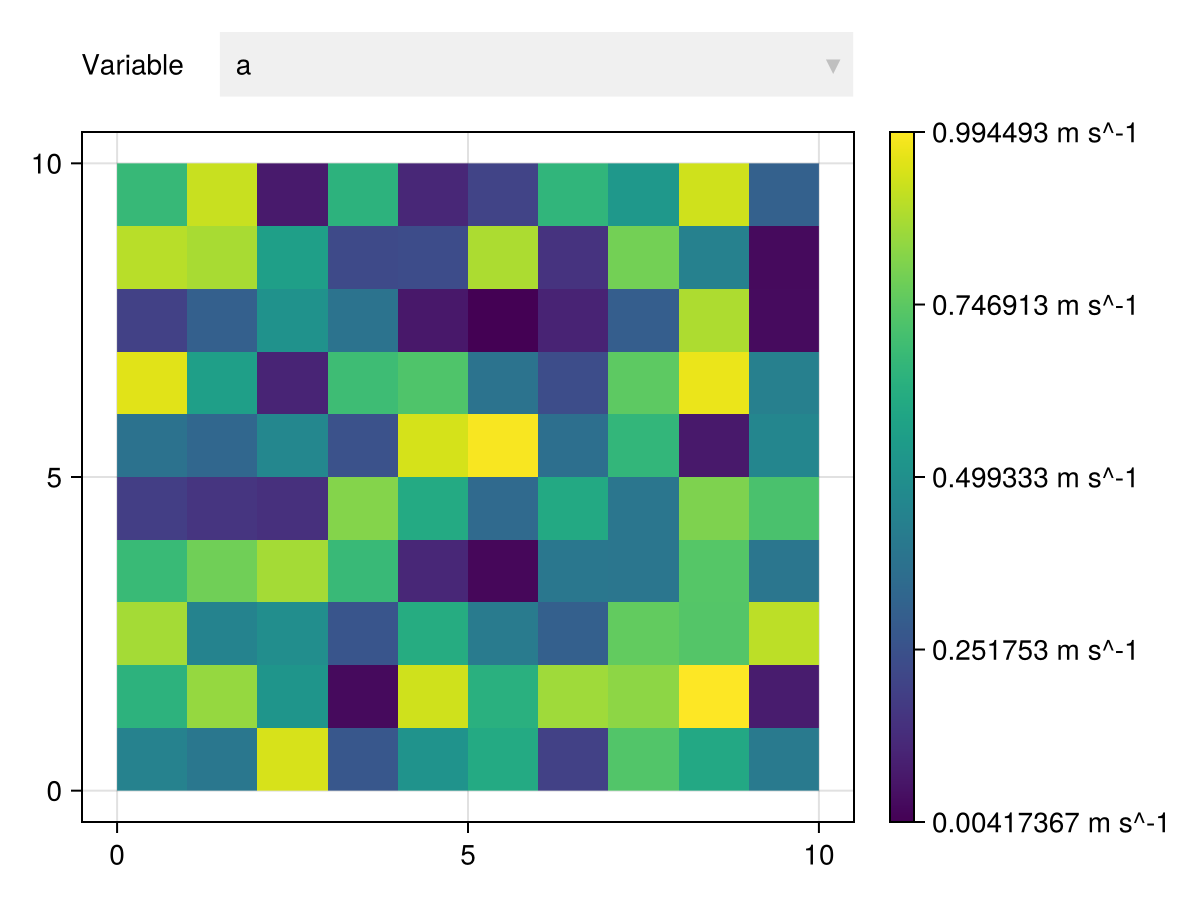 Variable a ▼
0.994493 m s^-1
10
0.746913 m s^-1
5
0.499333 m s^-1
0.251753 m s^-1
0
0.00417367 m s^-1
0 5 10